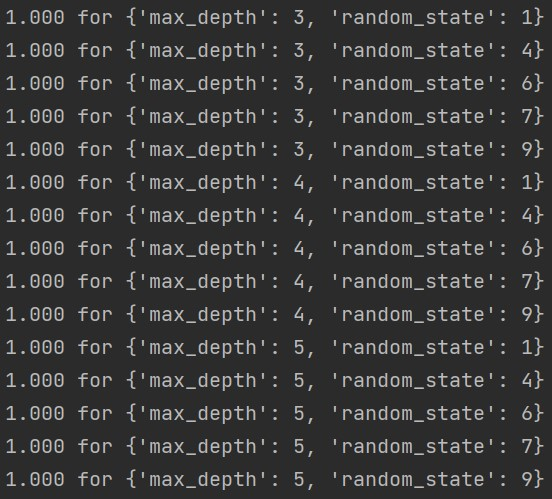 1.000 for {'max_depth': 3, 'random_state': 1}
1.000 for {'max_depth': 3, 'random_state': 4}
1.000 for {'max_depth': 3, 'random_state': 6}
1.000 for {'max_depth': 3, 'random_state': 7}
1.000 for {'max_depth': 3, 'random_state': 9}
1.000 for {'max_depth': 4, 'random_state': 1}
1.000 for {'max_depth': 4, 'random_state': 4}
1.000 for {'max_depth': 4, 'random_state': 6}
1.000 for {'max_depth': 4, 'random_state': 7}
1.000 for {'max_depth': 4, 'random_state': 9}
1.000 for {'max_depth': 5, 'random_state': 1}
1.000 for {'max_depth': 5, 'random_state': 4}
1.000 for {'max_depth': 5, 'random_state': 6}
1.000 for {'max_depth': 5, 'random_state': 7}
1.000 for {'max_depth': 5, 'random_state': 9}